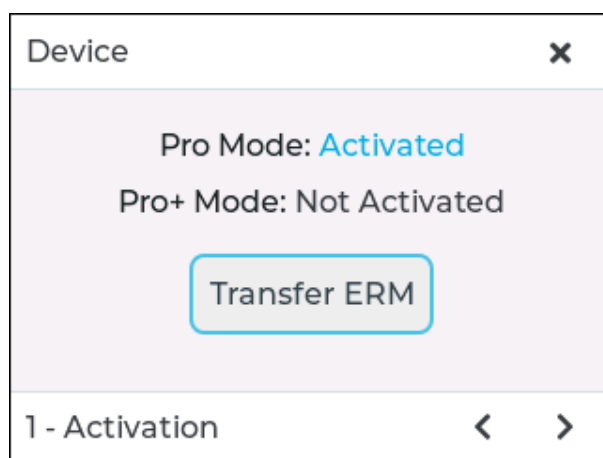 Device
Pro Mode: Activated
Pro+ Mode: Not Activated
Transfer ERM
1 - Activation